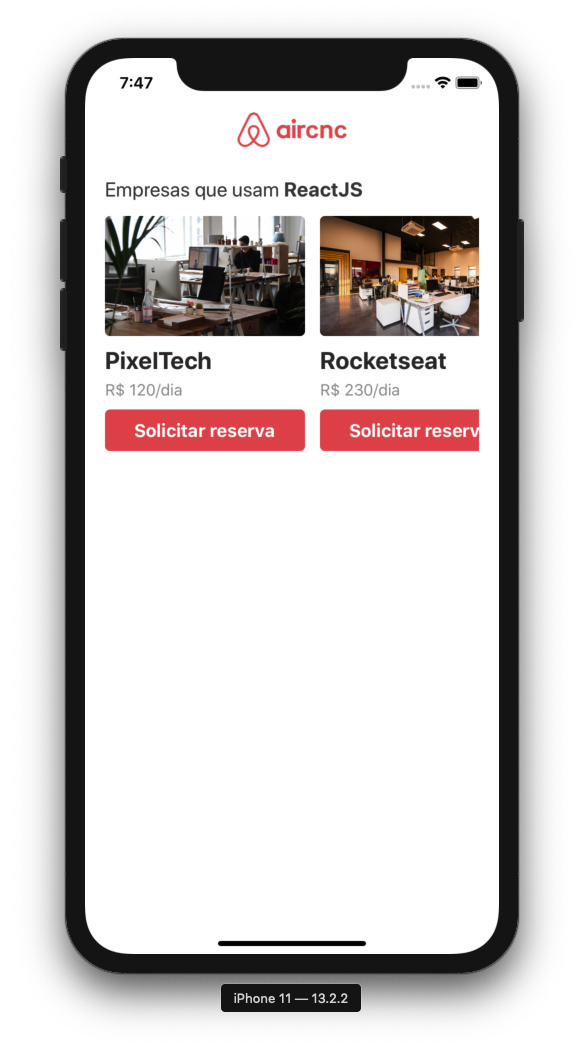 7:47
aircnc
Empresas que usam ReactJS
PixelTech
Rocketseat
R$ 120/dia
R$ 230/dia
Solicitar reserva
Solicitar reserv
iPhone 11 — 13.2.2